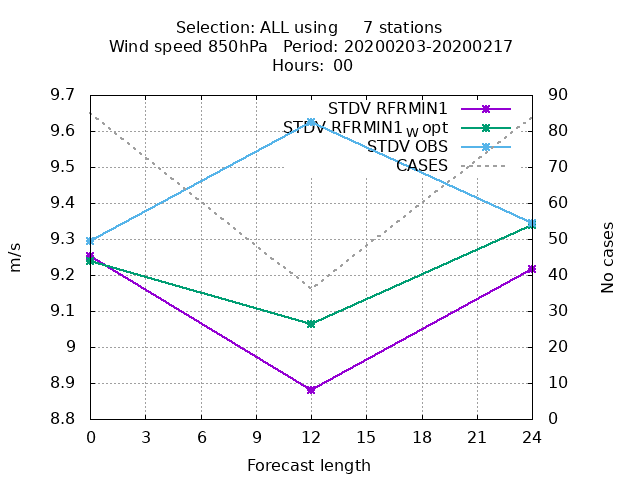 Selection: ALL using 7 stations
Wind speed 850hPa Period: 20200203-20200217
Hours: 00
9.7
9.6
9.5
9.4
9.3
9.2
9.1
9
8.9
8.8
m/s
STDV RFRMIN1
STDV RFRMIN1wopt
STDV OBS
CASES
90
80
70
60
50
40
30
20
10
0
No cases
0 3 6 9 12 15 18 21 24
Forecast length